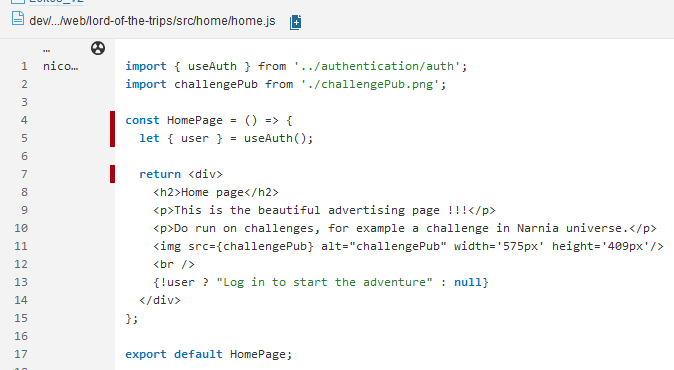 dev/.../web/lord-of-the-trips/src/home/home.js
...
1 nico... import { useAuth } from '../authentication/auth';
2 import challengePub from './challengePub.png';
3
4 const HomePage = () => {
5 let { user } = useAuth();
6
7 return <div>
8 <h2>Home page</h2>
9 <p>This is the beautiful advertising page !!!</p>
10 <p>Do run on challenges, for example a challenge in Narnia universe.</p>
11 <img src={challengePub} alt="challengePub" width='575px' height='409px'/>
12 <br />
13 {!user ? "Log in to start the adventure" : null}
14 </div>
15 };
16
17 export default HomePage;